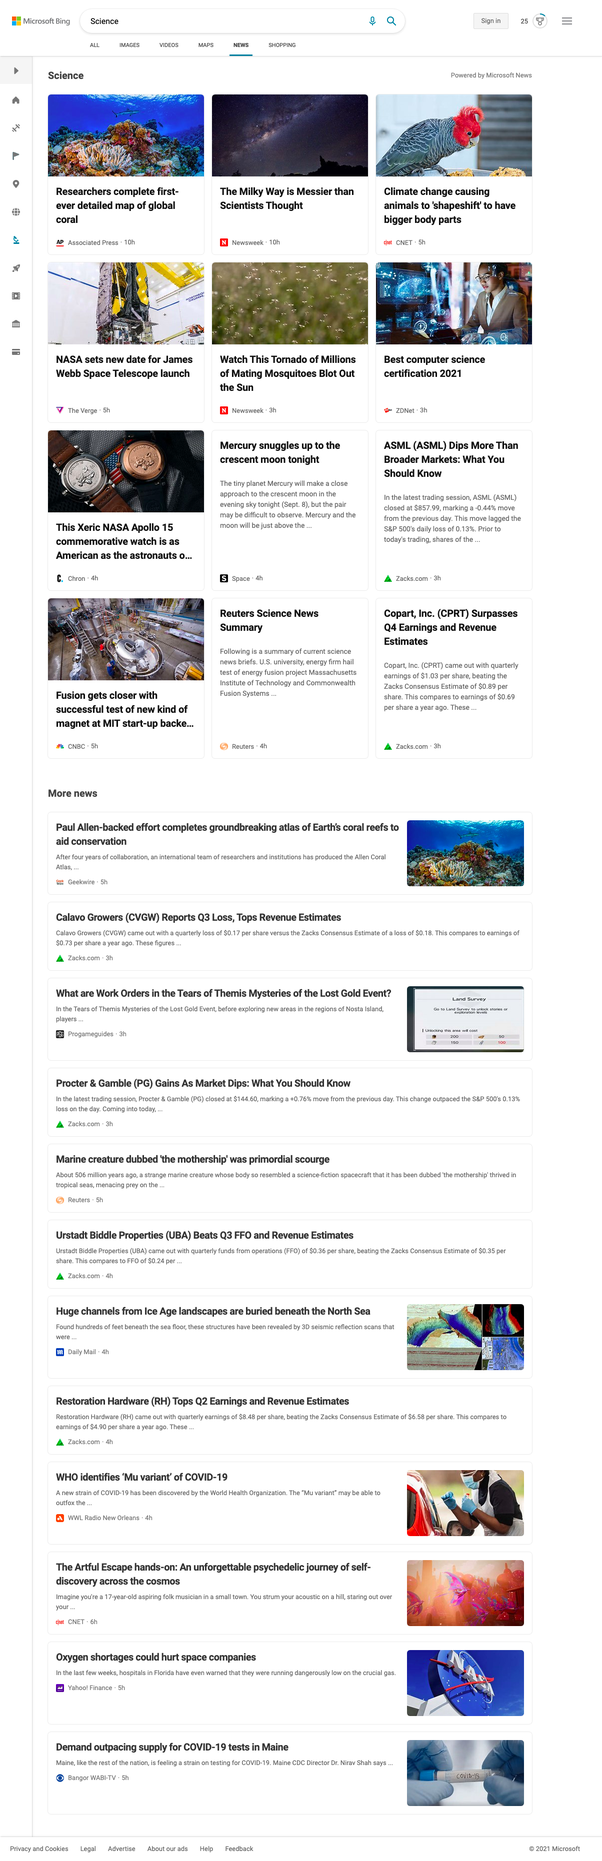 Microsoft Bing
Science
Sign in
25
ALL IMAGES VIDEOS MAPS NEWS SHOPPING
Science
Powered by Microsoft News
Researchers complete first-
ever detailed map of global
coral
Associated Press · 10h
The Milky Way is Messier than
Scientists Thought
Newsweek · 10h
Climate change causing
animals to 'shapeshift' to have
bigger body parts
CNET · 5h
NASA sets new date for James
Webb Space Telescope launch
The Verge · 5h
Watch This Tornado of Millions
of Mating Mosquitoes Blot Out
the Sun
Newsweek · 3h
Best computer science
certification 2021
ZDNet · 3h
This Xeric NASA Apollo 15
commemorative watch is as
American as the astronauts o...
Chron · 4h
Mercury snuggles up to the
crescent moon tonight
The tiny planet Mercury will make a close
approach to the crescent moon in the
evening sky tonight (Sept. 8), but the pair
may be difficult to observe. Mercury and the
moon will be just above the ...
Space · 4h
ASML (ASML) Dips More Than
Broader Markets: What You
Should Know
In the latest trading session, ASML (ASML)
closed at $857.99, marking a -0.44% move
from the previous day. This move lagged the
S&P 500's daily loss of 0.13%. Prior to
today's trading, shares of the ...
Zacks.com · 3h
Fusion gets closer with
successful test of new kind of
magnet at MIT start-up backe...
CNBC · 5h
Reuters Science News
Summary
Following is a summary of current science
news briefs. U.S. university, energy firm hail
test of energy fusion project Massachusetts
Institute of Technology and Commonwealth
Fusion Systems ...
Reuters · 4h
Copart, Inc. (CPRT) Surpasses
Q4 Earnings and Revenue
Estimates
Copart, Inc. (CPRT) came out with quarterly
earnings of $1.03 per share, beating the
Zacks Consensus Estimate of $0.89 per
share. This compares to earnings of $0.69
per share a year ago. These ...
Zacks.com · 3h
More news
Paul Allen-backed effort completes groundbreaking atlas of Earth's coral reefs to
aid conservation
After four years of collaboration, an international team of researchers and institutions has produced the Allen Coral
Atlas, ...
Geekwire · 5h
Calavo Growers (CVGW) Reports Q3 Loss, Tops Revenue Estimates
Calavo Growers (CVGW) came out with a quarterly loss of $0.17 per share versus the Zacks Consensus Estimate of a loss of $0.18. This compares to earnings of
$0.73 per share a year ago. These figures ...
Zacks.com · 3h
What are Work Orders in the Tears of Themis Mysteries of the Lost Gold Event?
In the Tears of Themis Mysteries of the Lost Gold Event, before exploring new areas in the regions of Nosta Island,
players ...
Progameguides · 3h
Land Survey
Go to Land Survey to unlock stories or
exploration levels
Unlocking this area will cost
Procter & Gamble (PG) Gains As Market Dips: What You Should Know
In the latest trading session, Procter & Gamble (PG) closed at $144.60, marking a +0.76% move from the previous day. This change outpaced the S&P 500's 0.13%
loss on the day. Coming into today, ...
Zacks.com · 3h
Marine creature dubbed 'the mothership' was primordial scourge
About 506 million years ago, a strange marine creature whose body so resembled a science-fiction spacecraft that it has been dubbed 'the mothership' thrived in
tropical seas, menacing prey on the ...
Reuters · 5h
Urstadt Biddle Properties (UBA) Beats Q3 FFO and Revenue Estimates
Urstadt Biddle Properties (UBA) came out with quarterly funds from operations (FFO) of $0.36 per share, beating the Zacks Consensus Estimate of $0.35 per
share. This compares to FFO of $0.24 per ...
Zacks.com · 4h
Huge channels from Ice Age landscapes are buried beneath the North Sea
Found hundreds of feet beneath the sea floor, these structures have been revealed by 3D seismic reflection scans that
were ...
Daily Mail · 4h
Restoration Hardware (RH) Tops Q2 Earnings and Revenue Estimates
Restoration Hardware (RH) came out with quarterly earnings of $8.48 per share, beating the Zacks Consensus Estimate of $6.58 per share. This compares to
earnings of $4.90 per share a year ago. These ...
Zacks.com · 4h
WHO identifies 'Mu variant' of COVID-19
A new strain of COVID-19 has been discovered by the World Health Organization. The "Mu variant" may be able to
outfox the ...
WWL Radio New Orleans · 4h
The Artful Escape hands-on: An unforgettable psychedelic journey of self-
discovery across the cosmos
Imagine you're a 17-year-old aspiring folk musician in a small town. You strum your acoustic on a hill, staring out over
your ...
CNET · 6h
Oxygen shortages could hurt space companies
In the last few weeks, hospitals in Florida have even warned that they were running dangerously low on the crucial gas.
Yahoo! Finance · 5h
Demand outpacing supply for COVID-19 tests in Maine
Maine, like the rest of the nation, is feeling a strain on testing for COVID-19. Maine CDC Director Dr. Nirav Shah says ...
Bangor WABI-TV · 5h
Privacy and Cookies Legal Advertise About our ads Help Feedback
© 2021 Microsoft